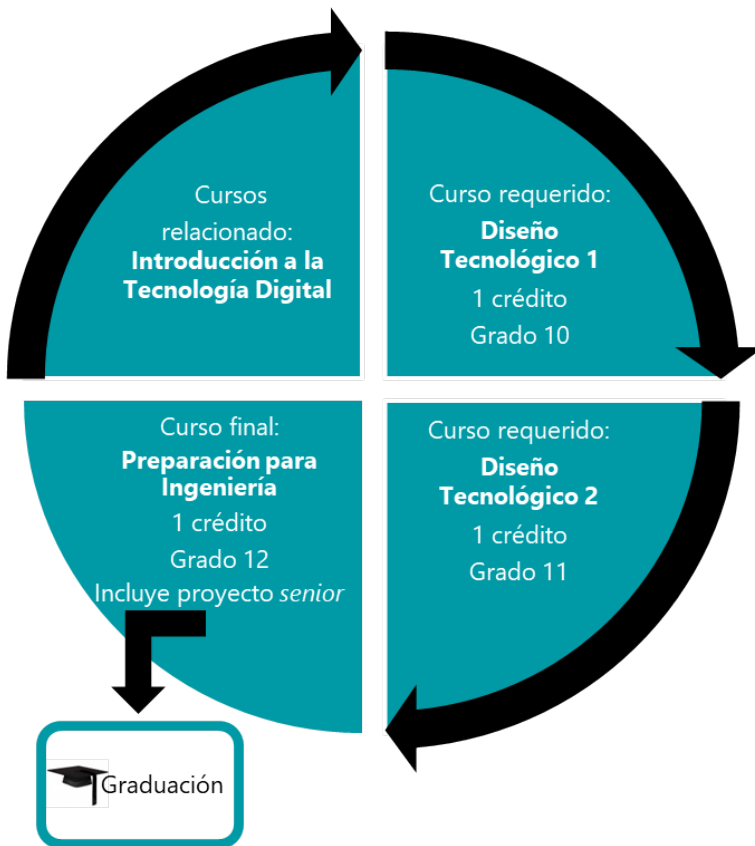 Cursos
relacionado:
Introducción a la
Tecnología Digital
Curso requerido:
Diseño
Tecnológico 1
1 crédito
Grado 10
Curso requerido:
Diseño
Tecnológico 2
1 crédito
Grado 11
Curso final:
Preparación para
Ingeniería
1 crédito
Grado 12
Incluye proyecto senior
Graduación